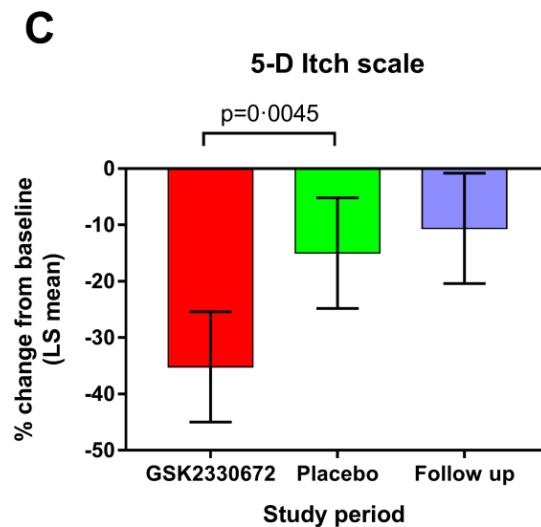 C
5-D Itch scale
p=0·0045
0
-10
-20
-30
-40
-50
% change from baseline
(LS mean)
GSK2330672 Placebo Follow up
Study period